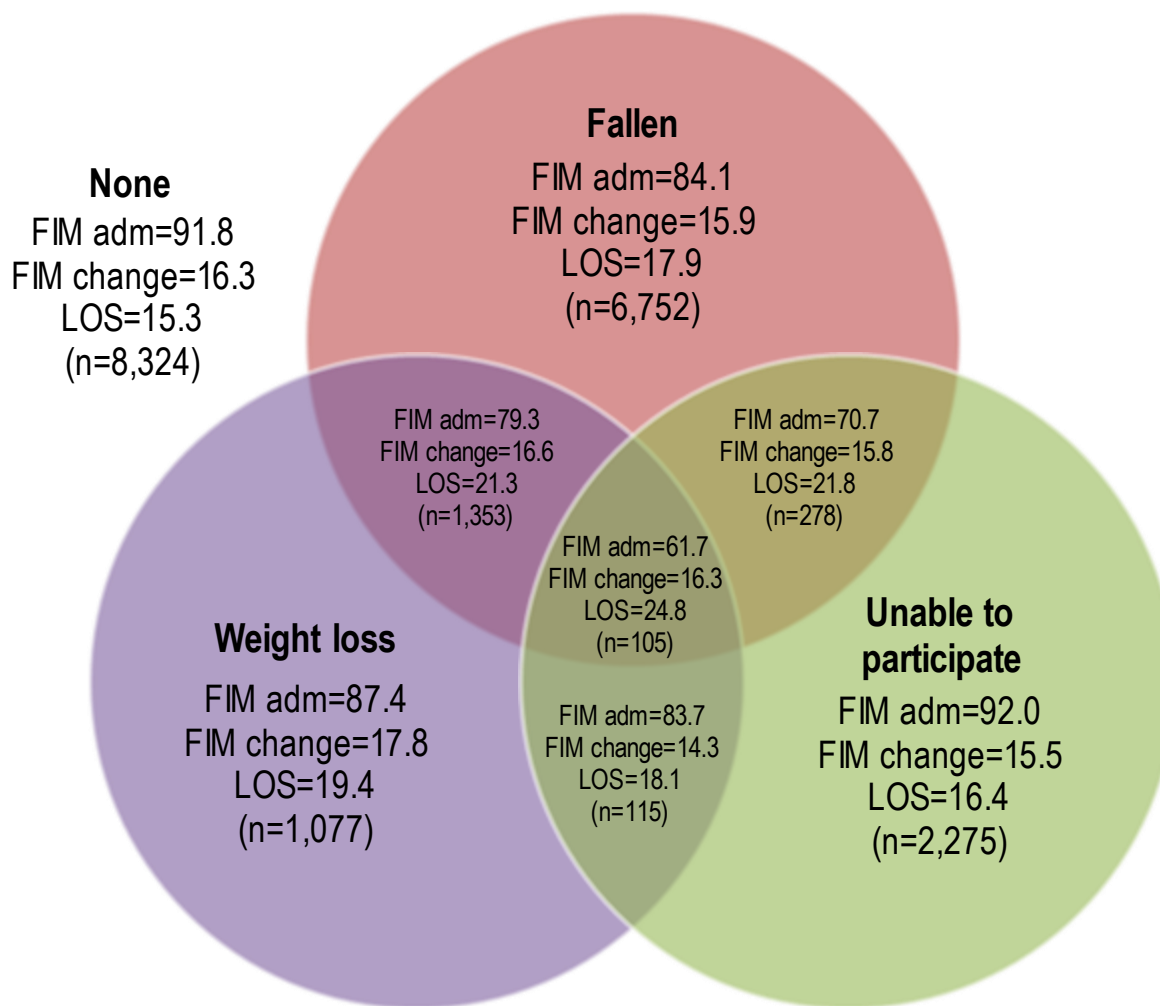 Fallen
FIM adm=84.1
FIM change=15.9
LOS=17.9
(n=6,752)
None
FIM adm=91.8
FIM change=16.3
LOS=15.3
(n=8,324)
FIM adm=79.3
FIM change=16.6
LOS=21.3
(n=1,353)
FIM adm=70.7
FIM change=15.8
LOS=21.8
(n=278)
FIM adm=61.7
FIM change=16.3
LOS=24.8
(n=105)
Weight loss
FIM adm=87.4
FIM change=17.8
LOS=19.4
(n=1,077)
FIM adm=83.7
FIM change=14.3
LOS=18.1
(n=115)
Unable to
participate
FIM adm=92.0
FIM change=15.5
LOS=16.4
(n=2,275)